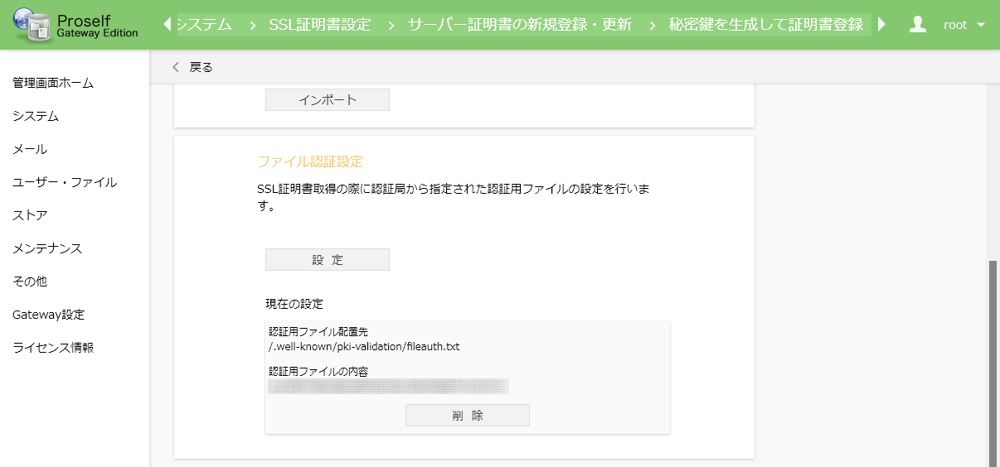 Proself
Gateway Edition
システム › SSL証明書設定 › サーバー証明書の新規登録・更新 › 秘密鍵を生成して証明書登録
root
戻る
管理画面ホーム
システム
メール
ユーザー・ファイル
ストア
メンテナンス
その他
Gateway設定
ライセンス情報
インポート
ファイル認証設定
SSL証明書取得の際に認証局から指定された認証用ファイルの設定を行いま
す。
設 定
現在の設定
認証用ファイル配置先
/.well-known/pki-validation/fileauth.txt
認証用ファイルの内容
削 除